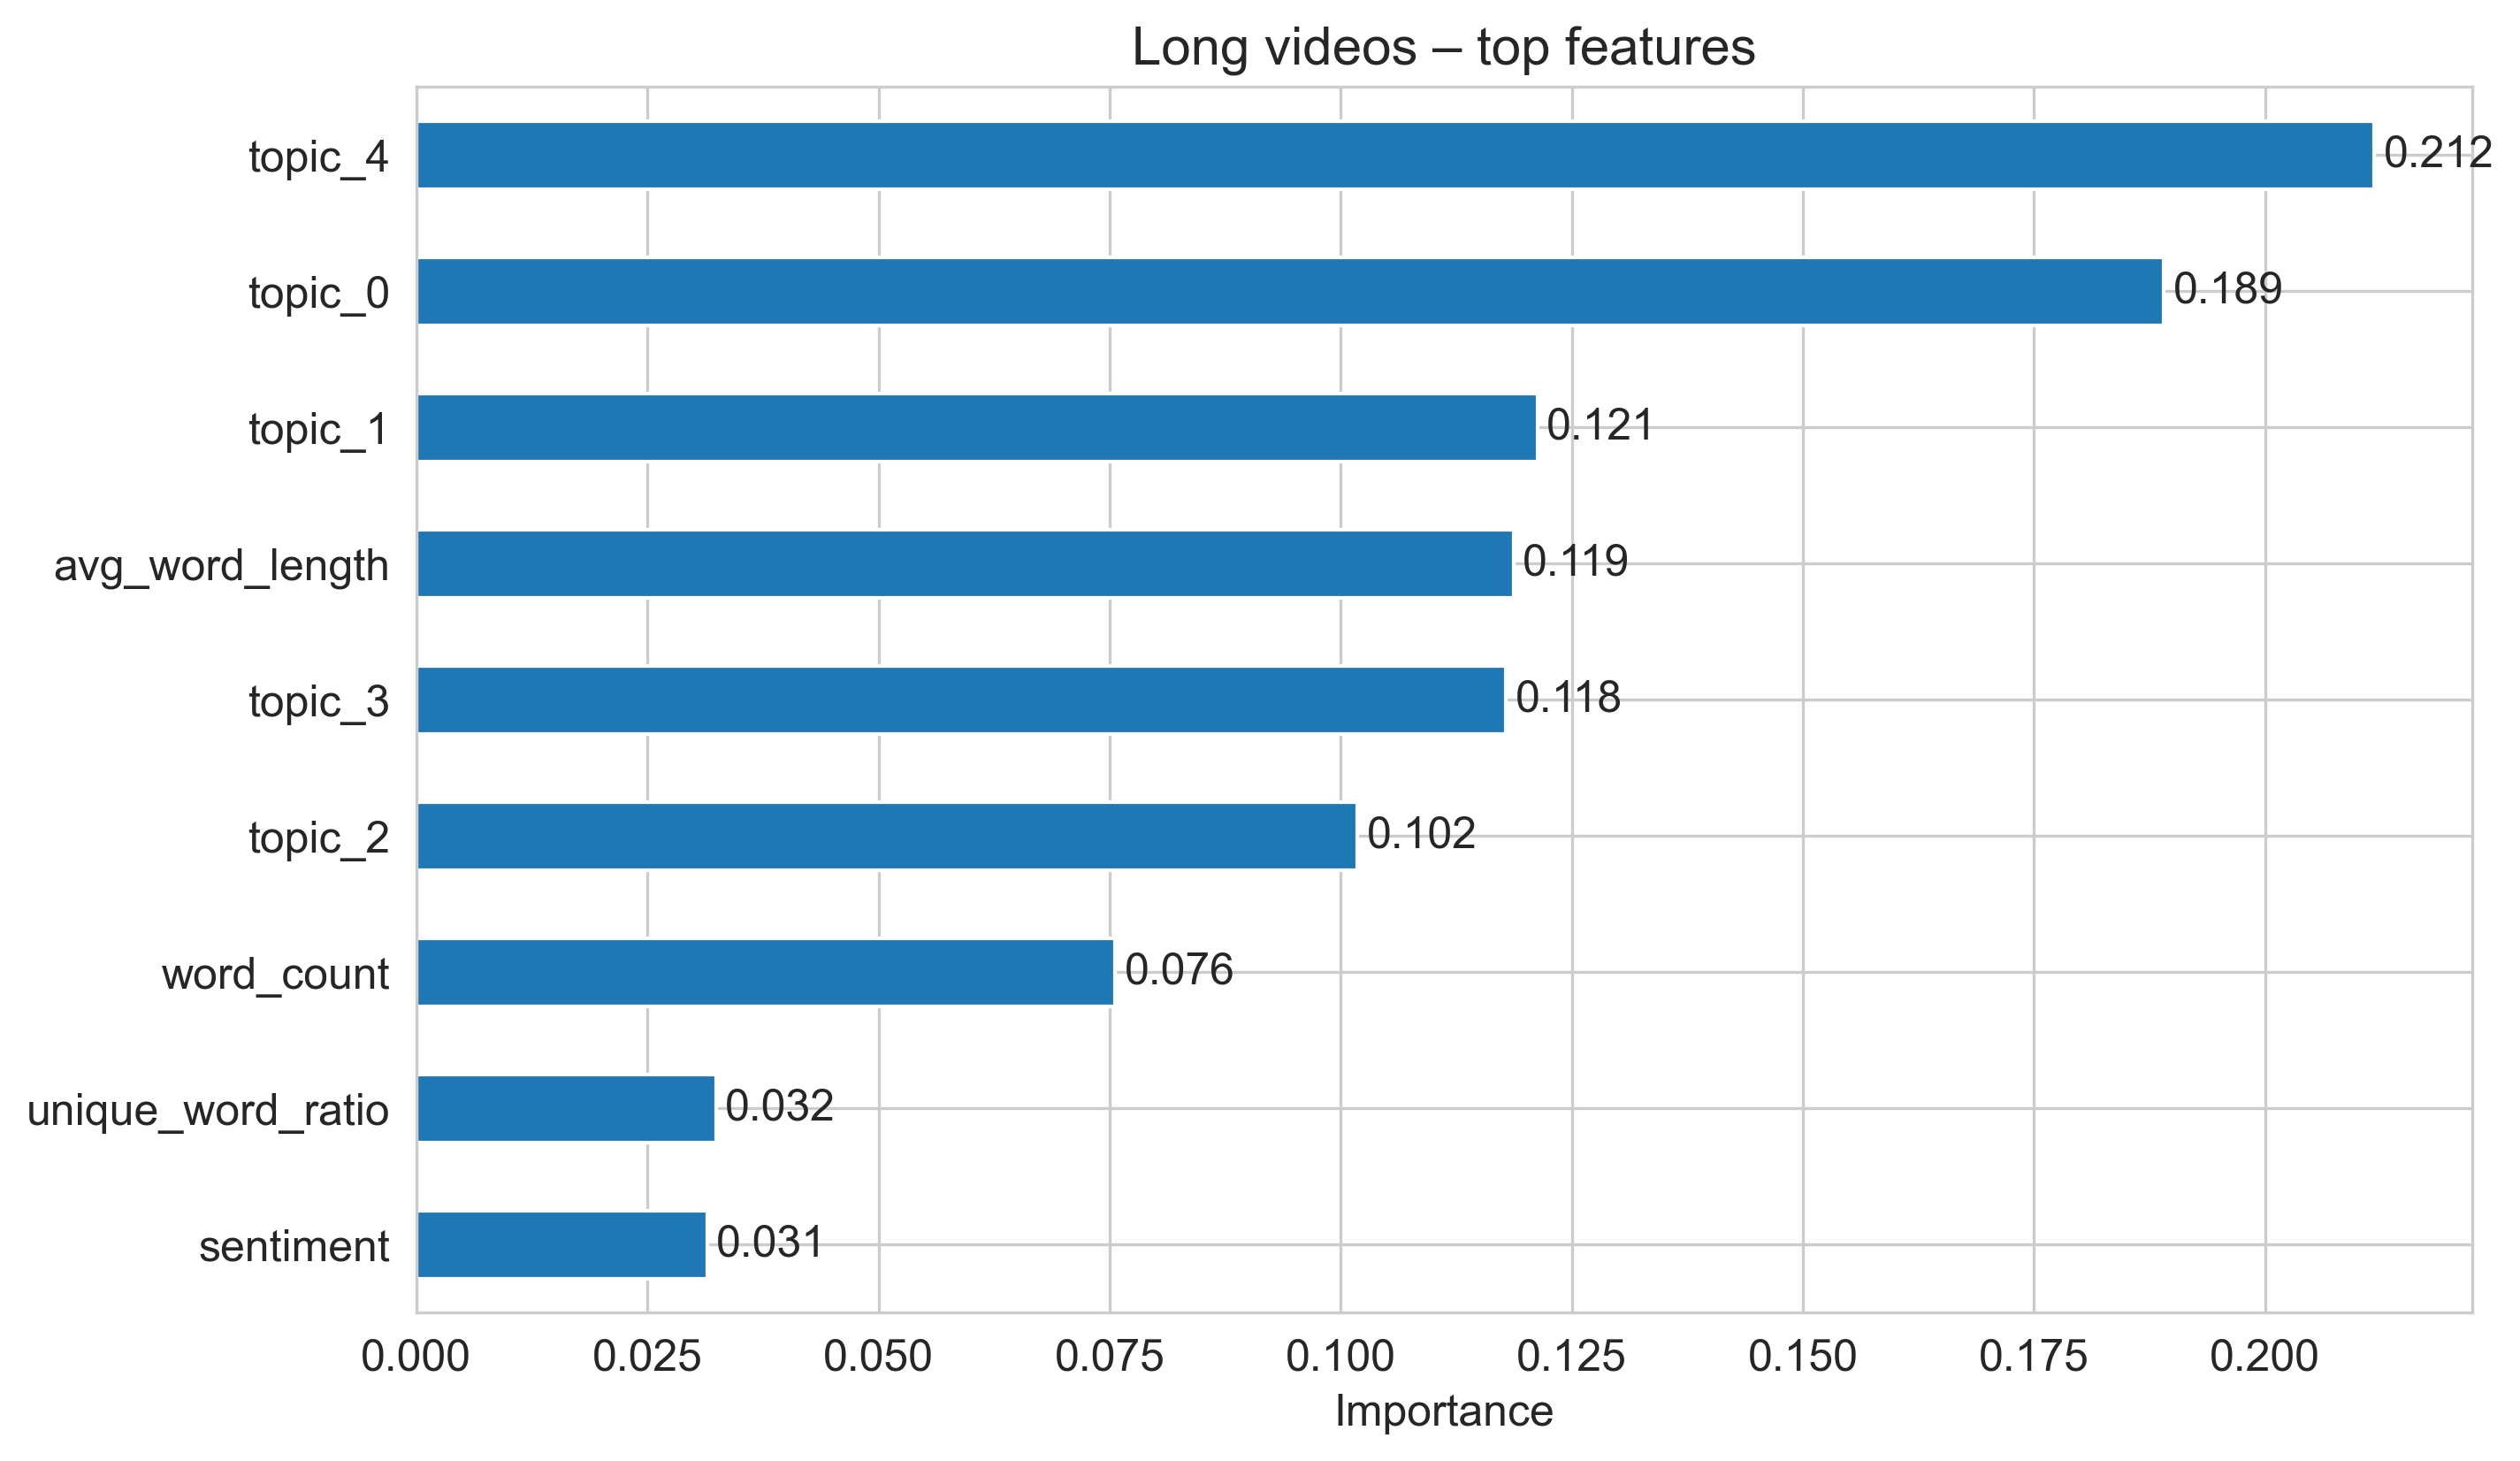 Long videos – top features
topic_4 0.212
topic_0 0.189
topic_1 0.121
avg_word_length 0.119
topic_3 0.118
topic_2 0.102
word_count 0.076
unique_word_ratio 0.032
sentiment 0.031
0.000 0.025 0.050 0.075 0.100 0.125 0.150 0.175 0.200
Importance